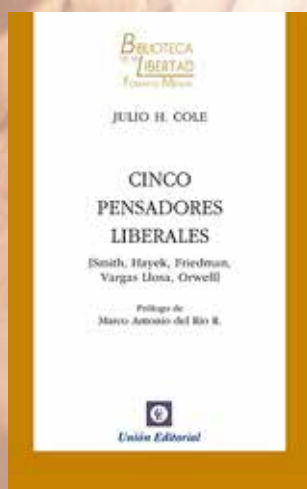 BIBLIOTECA
DE LA LIBERTAD
FORMATO MENOR
JULIO H. COLE
CINCO
PENSADORES
LIBERALES
[Smith, Hayek, Friedman,
Vargas Llosa, Orwell]
Prólogo de
Marco Antonio del Río R.
Unión Editorial